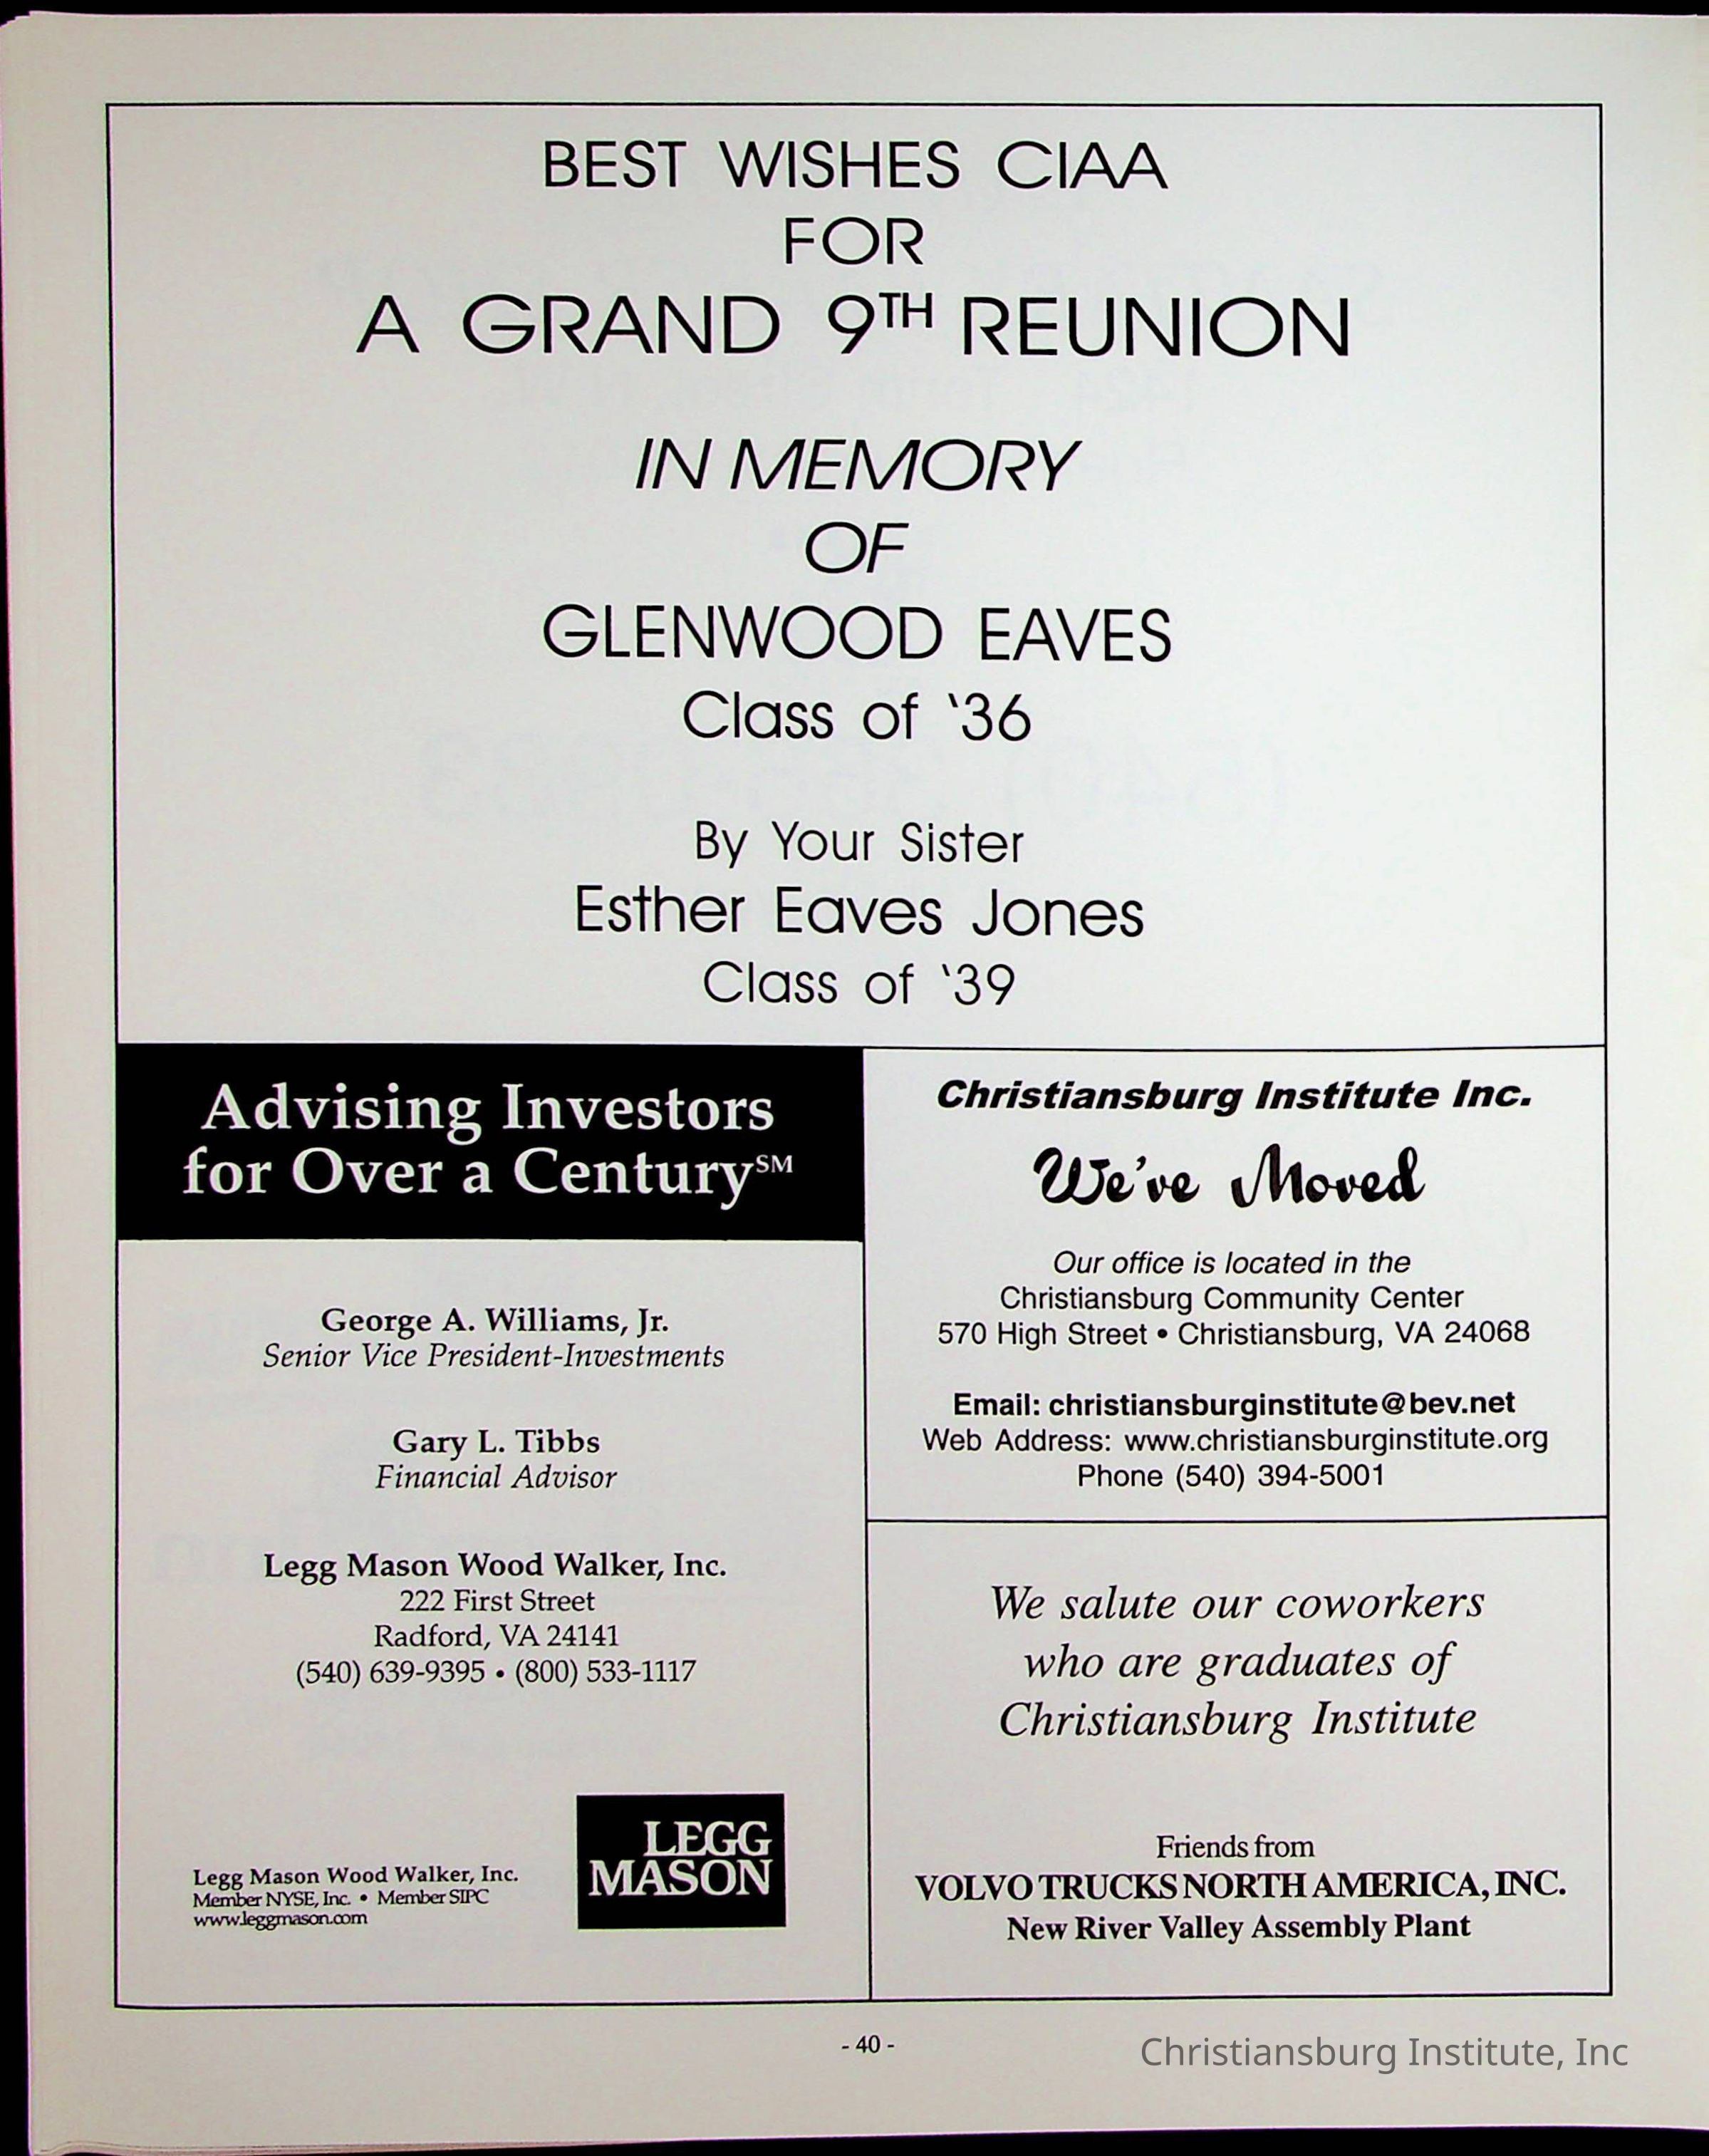 BEST WISHES CIAA
FOR
A GRAND 9TH REUNION
IN MEMORY
OF
GLENWOOD EAVES
Class of '36
By Your Sister
Esther Eaves Jones
Class of '39
Advising Investors
for Over a Century℠
George A. Williams, Jr.
Senior Vice President-Investments
Gary L. Tibbs
Financial Advisor
Legg Mason Wood Walker, Inc.
222 First Street
Radford, VA 24141
(540) 639-9395 • (800) 533-1117
Legg Mason Wood Walker, Inc.
Member NYSE, Inc. • Member SIPC
www.leggmason.com
LEGG
MASON
Christiansburg Institute Inc.
We've Moved
Our office is located in the
Christiansburg Community Center
570 High Street • Christiansburg, VA 24068
Email: christiansburginstitute@bev.net
Web Address: www.christiansburginstitute.org
Phone (540) 394-5001
We salute our coworkers
who are graduates of
Christiansburg Institute
Friends from
VOLVO TRUCKS NORTH AMERICA, INC.
New River Valley Assembly Plant
- 40 -
Christiansburg Institute, Inc